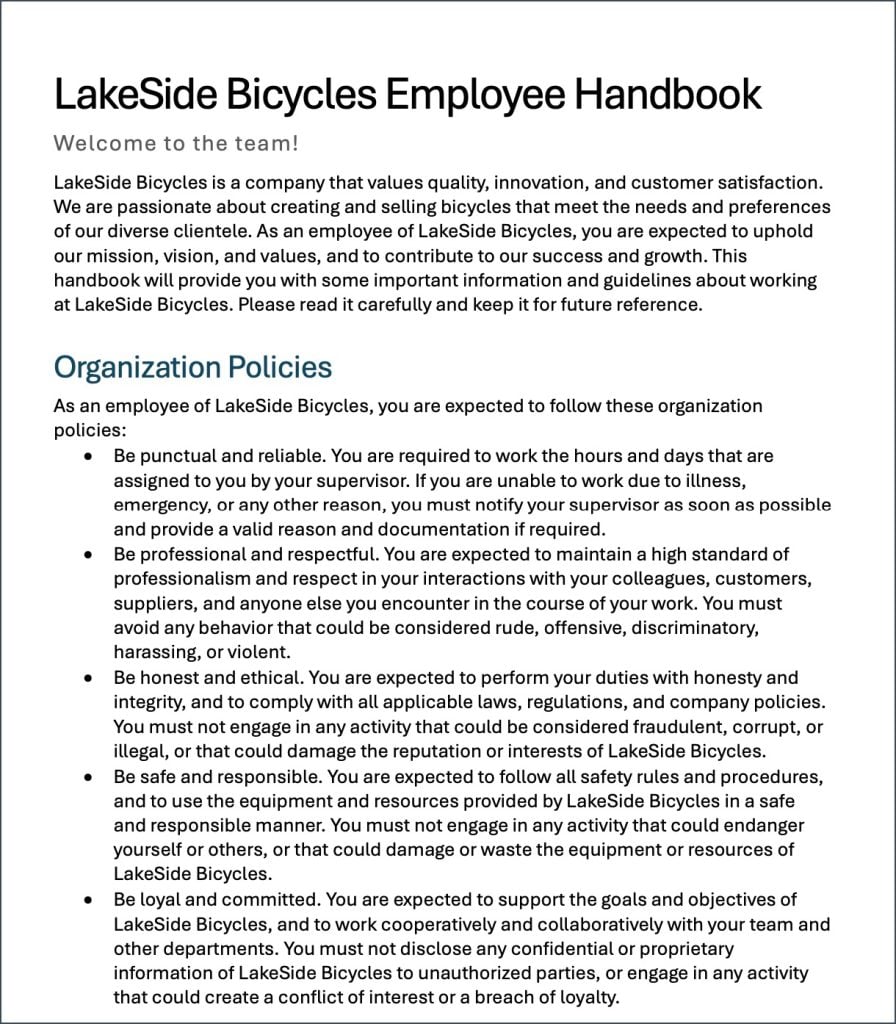 LakeSide Bicycles Employee Handbook
Welcome to the team!
LakeSide Bicycles is a company that values quality, innovation, and customer satisfaction.
We are passionate about creating and selling bicycles that meet the needs and preferences
of our diverse clientele. As an employee of LakeSide Bicycles, you are expected to uphold
our mission, vision, and values, and to contribute to our success and growth. This
handbook will provide you with some important information and guidelines about working
at LakeSide Bicycles. Please read it carefully and keep it for future reference.
Organization Policies
As an employee of LakeSide Bicycles, you are expected to follow these organization
policies:
• Be punctual and reliable. You are required to work the hours and days that are
assigned to you by your supervisor. If you are unable to work due to illness,
emergency, or any other reason, you must notify your supervisor as soon as possible
and provide a valid reason and documentation if required.
• Be professional and respectful. You are expected to maintain a high standard of
professionalism and respect in your interactions with your colleagues, customers,
suppliers, and anyone else you encounter in the course of your work. You must
avoid any behavior that could be considered rude, offensive, discriminatory,
harassing, or violent.
• Be honest and ethical. You are expected to perform your duties with honesty and
integrity, and to comply with all applicable laws, regulations, and company policies.
You must not engage in any activity that could be considered fraudulent, corrupt, or
illegal, or that could damage the reputation or interests of LakeSide Bicycles.
• Be safe and responsible. You are expected to follow all safety rules and procedures,
and to use the equipment and resources provided by LakeSide Bicycles in a safe
and responsible manner. You must not engage in any activity that could endanger
yourself or others, or that could damage or waste the equipment or resources of
LakeSide Bicycles.
• Be loyal and committed. You are expected to support the goals and objectives of
LakeSide Bicycles, and to work cooperatively and collaboratively with your team and
other departments. You must not disclose any confidential or proprietary
information of LakeSide Bicycles to unauthorized parties, or engage in any activity
that could create a conflict of interest or a breach of loyalty.